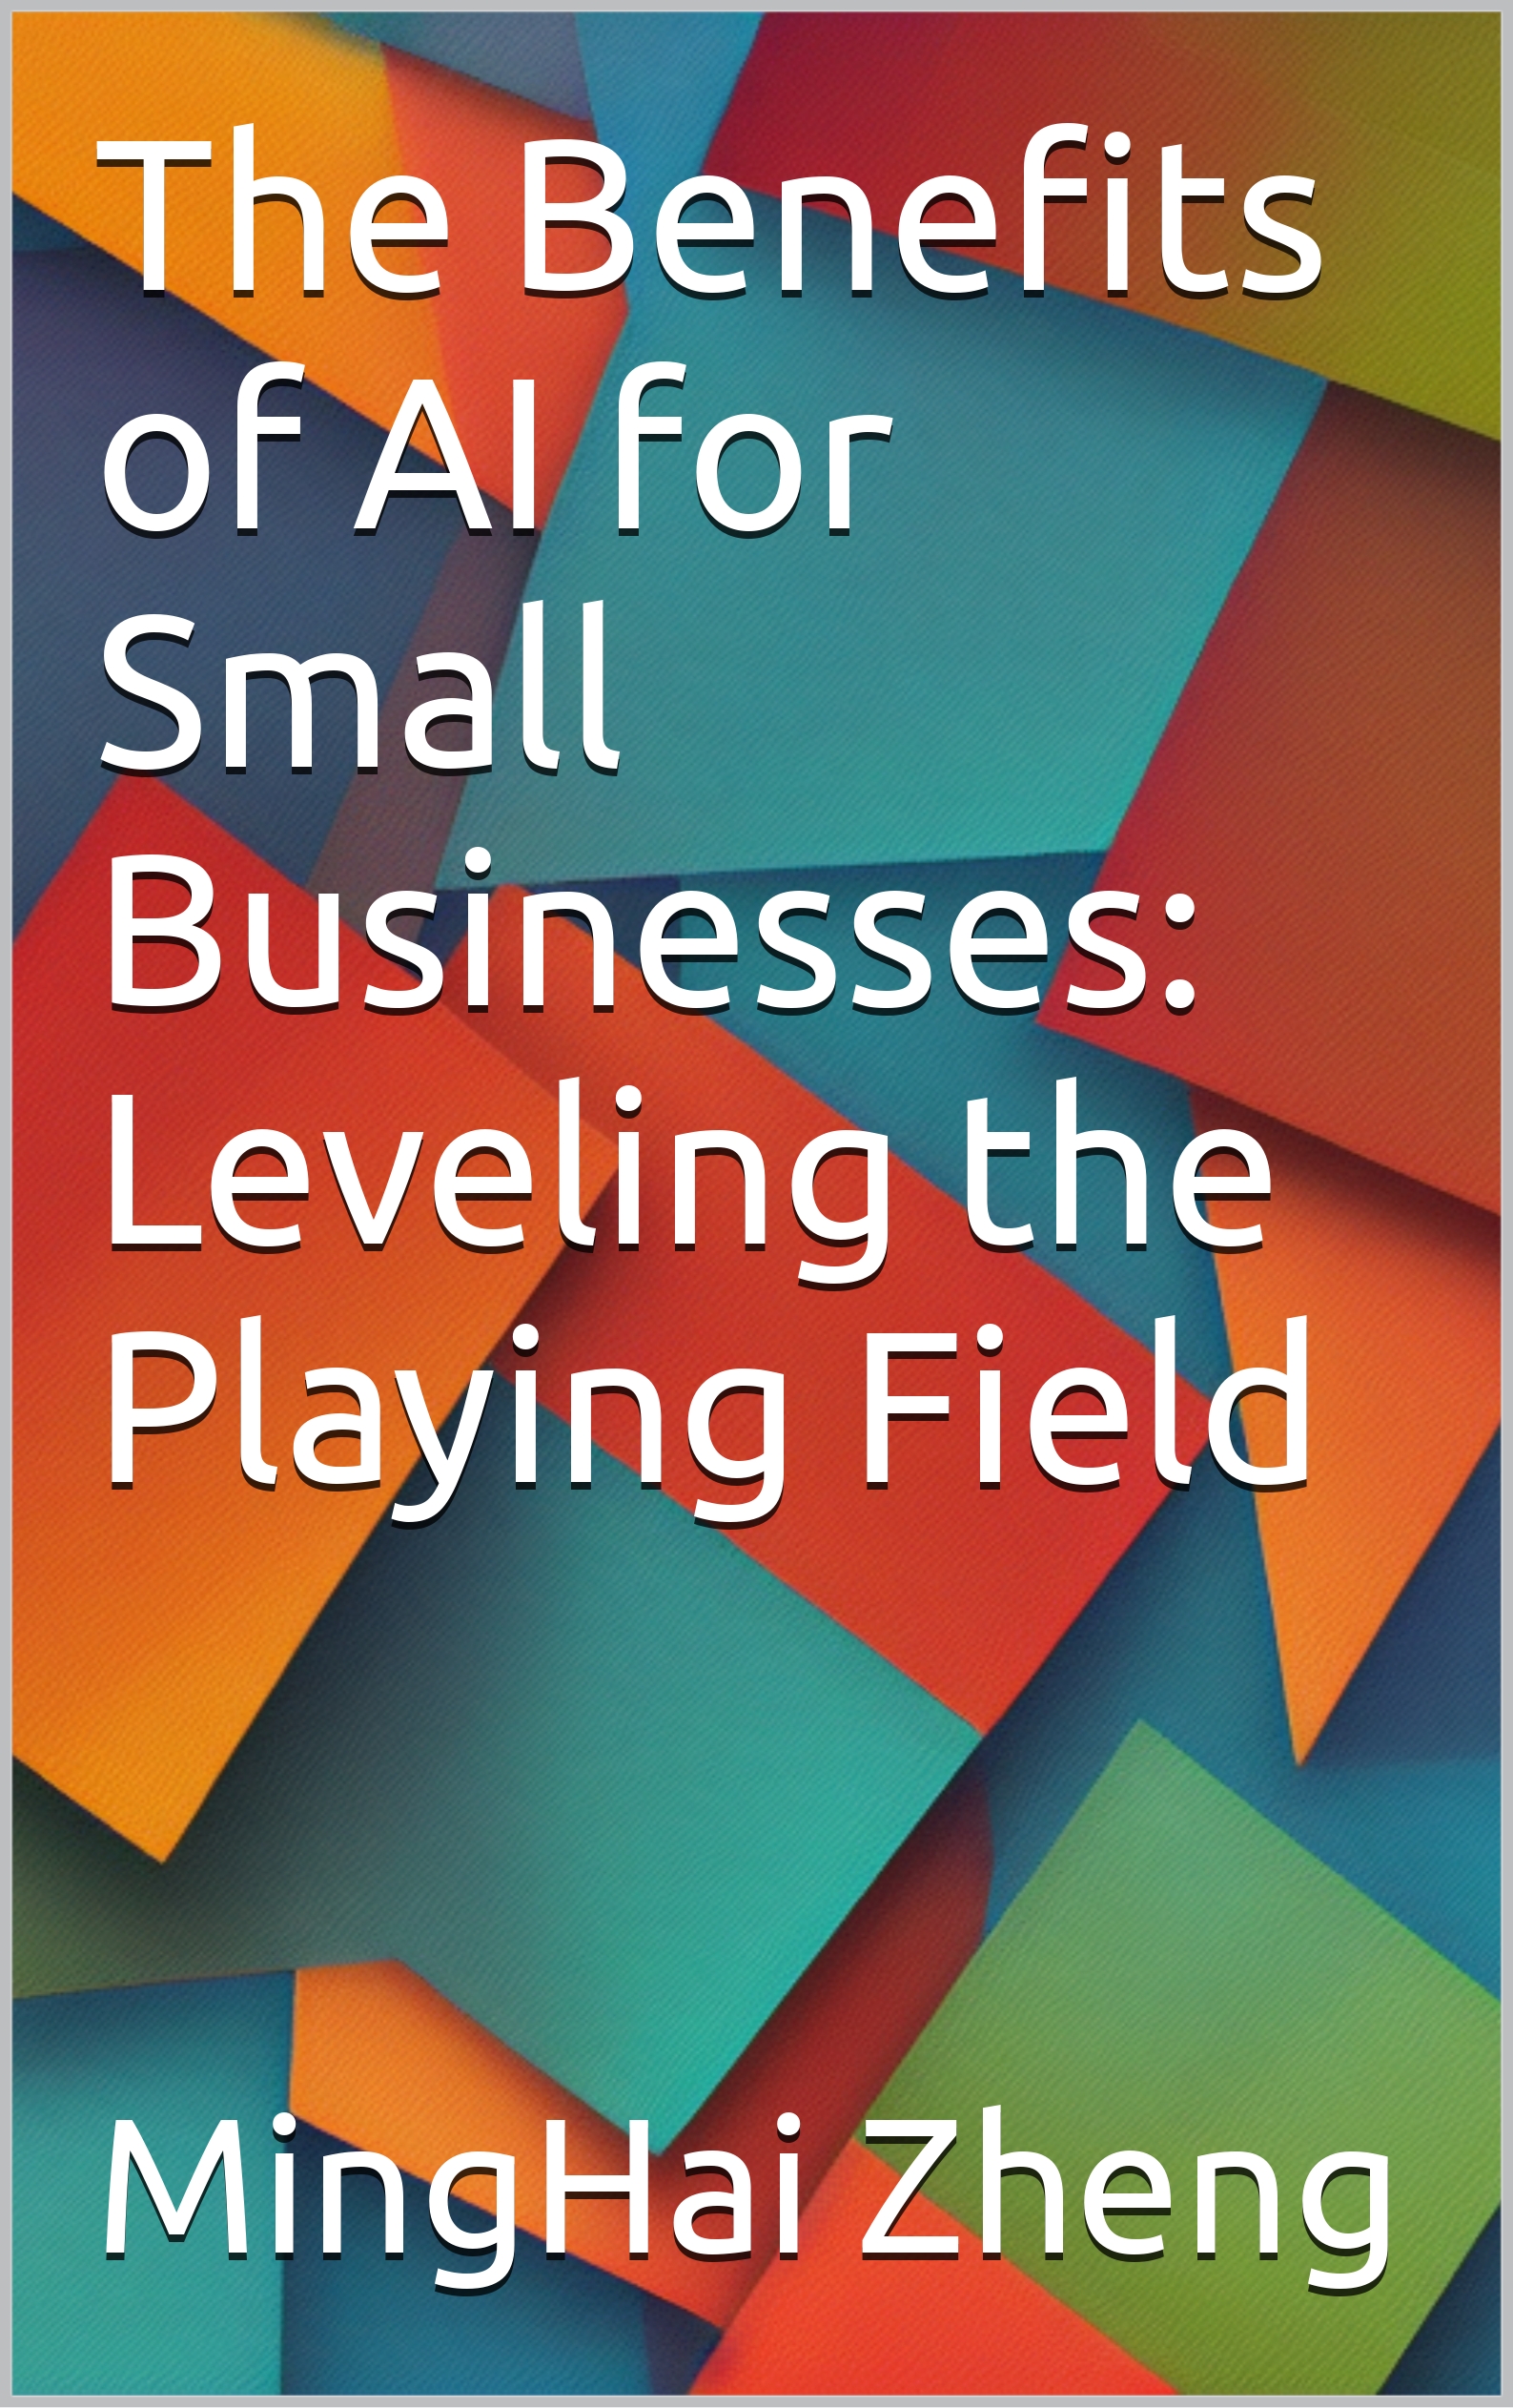 The Benefits
of AI for
Small
Businesses:
Leveling the
Playing Field
MingHai Zheng